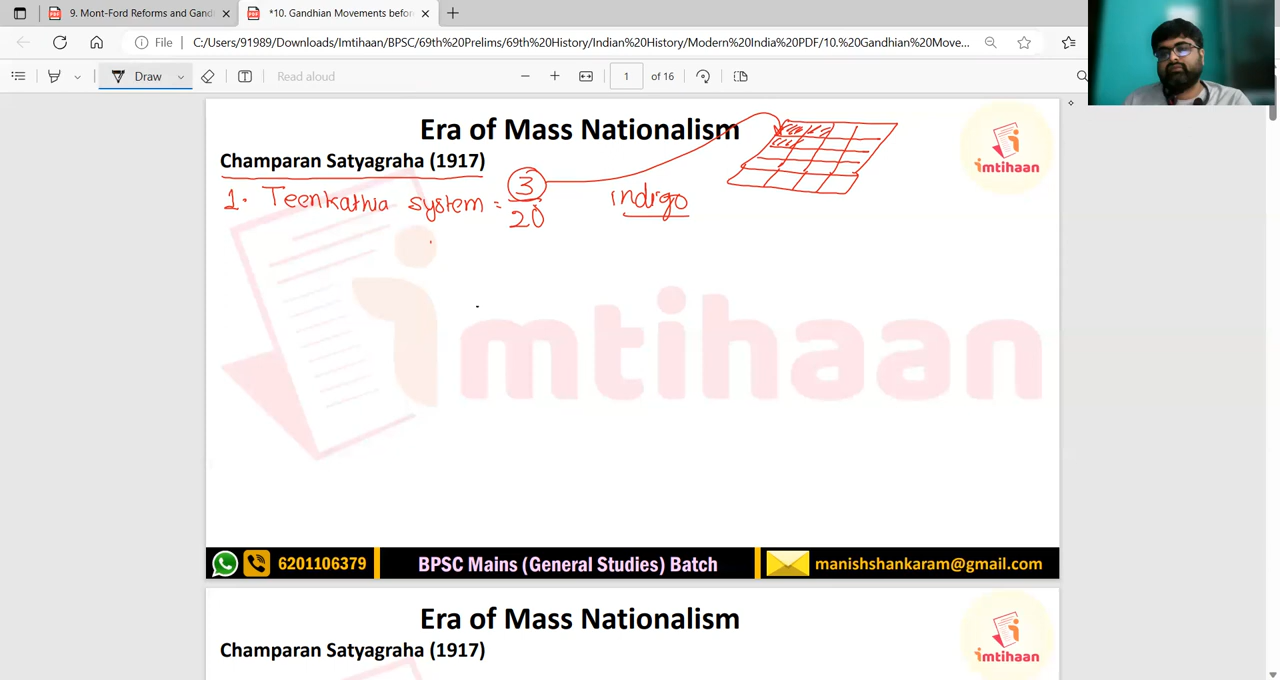 9. Mont-Ford Reforms and Gandhi
*10. Gandhian Movements befor
File
C:/Users/91989/Downloads/Imtihaan/BPSC/69th%20Prelims/69th%20History/Indian%20History/Modern%20India%20PDF/10.%20Gandhian%20Move...
Draw
Read aloud
1 of 16
Era of Mass Nationalism
Champaran Satyagraha (1917)
1. Teenkathia system = 3/20 indigo
imtihaan
imtihaan
6201106379
BPSC Mains (General Studies) Batch
manishshankaram@gmail.com
Era of Mass Nationalism
Champaran Satyagraha (1917)
imtihaan